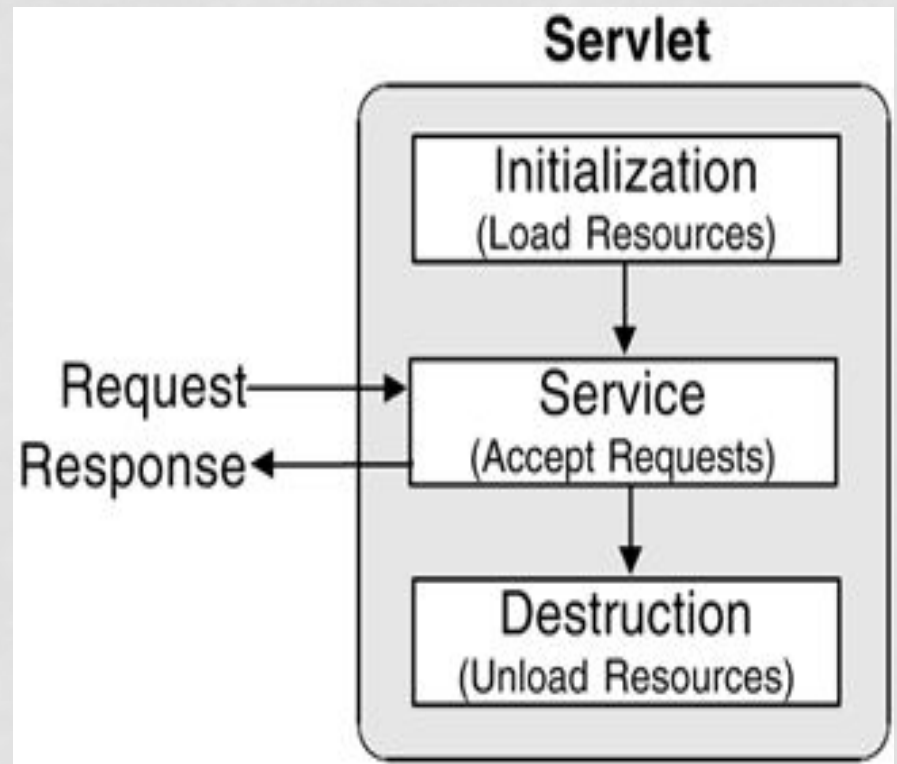 Servlet
Initialization
(Load Resources)
Request
Response
Service
(Accept Requests)
Destruction
(Unload Resources)